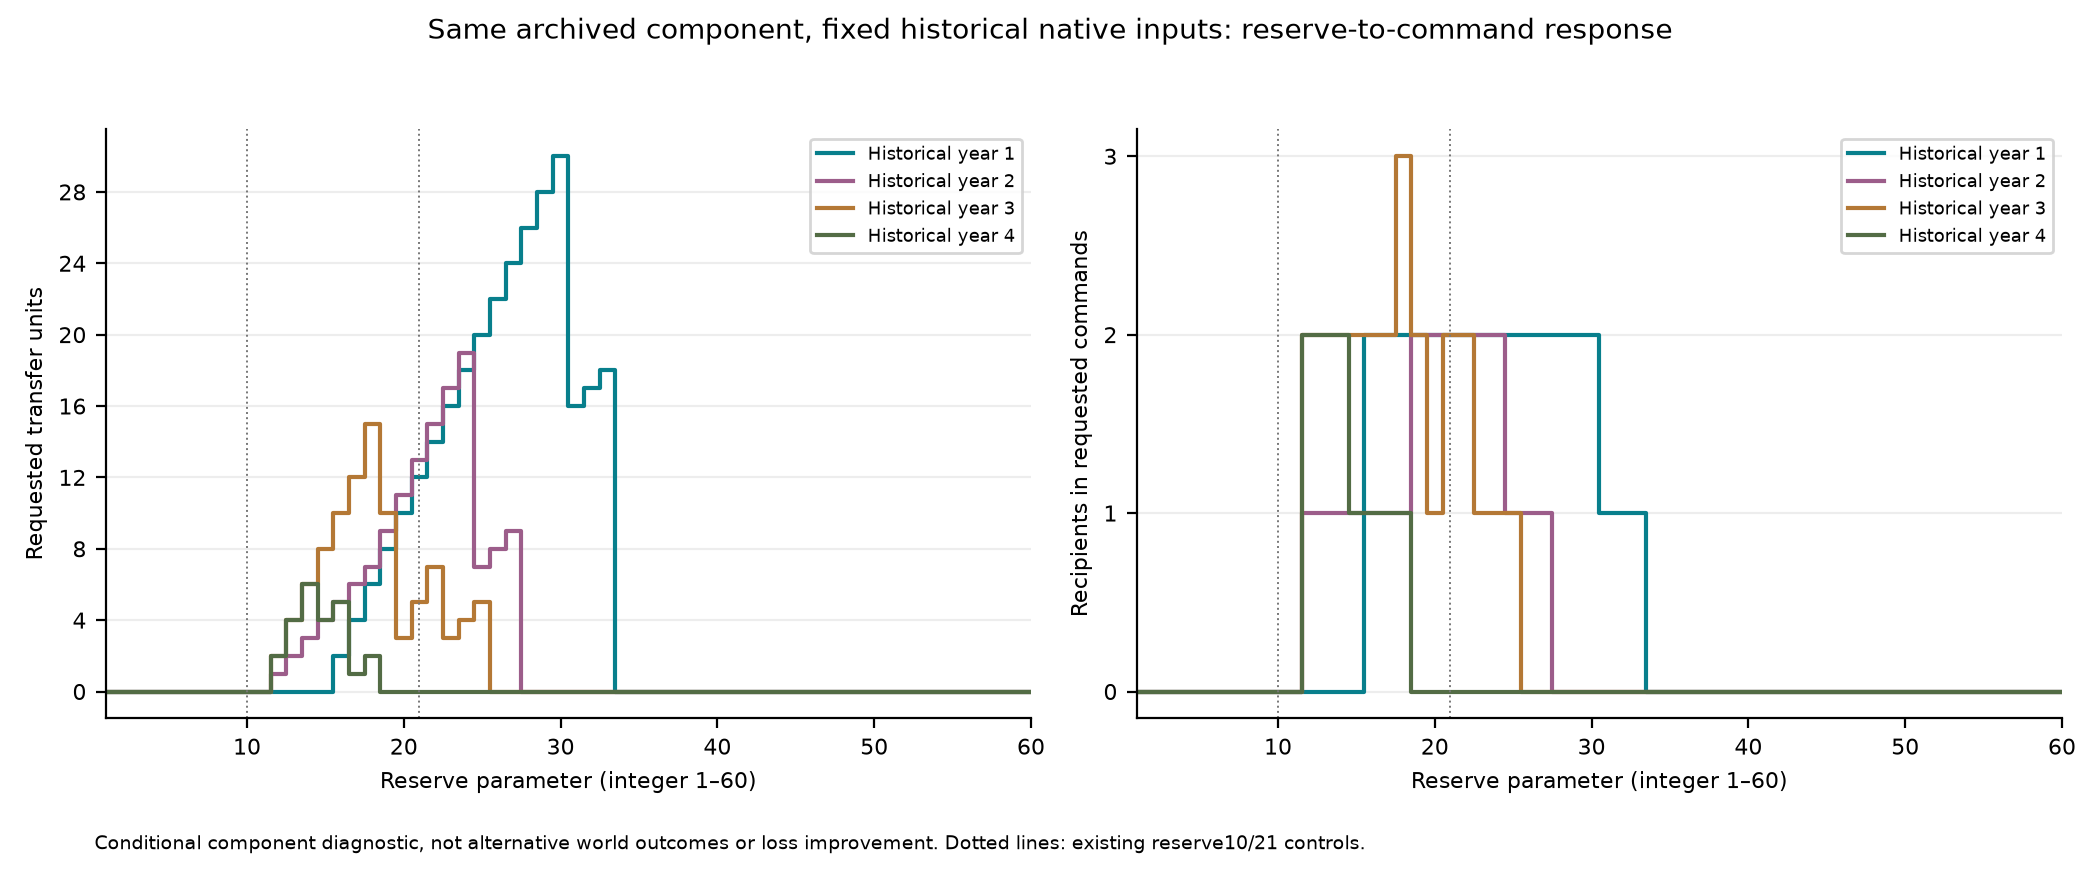 Same archived component, fixed historical native inputs: reserve-to-command response
Requested transfer units
28
24
20
16
12
8
4
0
10
20
30
40
50
60
Reserve parameter (integer 1–60)
Historical year 1
Historical year 2
Historical year 3
Historical year 4
Recipients in requested commands
3
2
1
0
10
20
30
40
50
60
Reserve parameter (integer 1–60)
Historical year 1
Historical year 2
Historical year 3
Historical year 4
Conditional component diagnostic, not alternative world outcomes or loss improvement. Dotted lines: existing reserve10/21 controls.